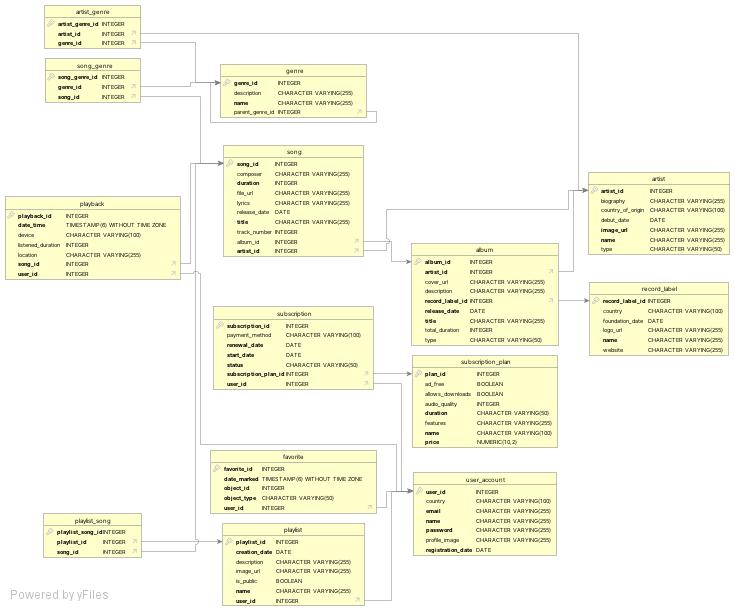 artist_genre
artist_genre_id INTEGER
artist_id INTEGER
genre_id INTEGER
song_genre
song_genre_id INTEGER
genre_id INTEGER
song_id INTEGER
genre
genre_id INTEGER
description CHARACTER VARYING(255)
name CHARACTER VARYING(255)
parent_genre_id INTEGER
song
song_id INTEGER
composer CHARACTER VARYING(255)
duration INTEGER
file_url CHARACTER VARYING(255)
lyrics CHARACTER VARYING(255)
release_date DATE
title CHARACTER VARYING(255)
track_number INTEGER
album_id INTEGER
artist_id INTEGER
artist
artist_id INTEGER
biography CHARACTER VARYING(255)
country_of_origin CHARACTER VARYING(100)
debut_date DATE
image_url CHARACTER VARYING(255)
name CHARACTER VARYING(255)
type CHARACTER VARYING(50)
playback
playback_id INTEGER
date_time TIMESTAMP(6) WITHOUT TIME ZONE
device CHARACTER VARYING(100)
listened_duration INTEGER
location CHARACTER VARYING(255)
song_id INTEGER
user_id INTEGER
album
album_id INTEGER
artist_id INTEGER
cover_url CHARACTER VARYING(255)
description CHARACTER VARYING(255)
record_label_id INTEGER
release_date DATE
title CHARACTER VARYING(255)
total_duration INTEGER
type CHARACTER VARYING(50)
record_label
record_label_id INTEGER
country CHARACTER VARYING(100)
foundation_date DATE
logo_url CHARACTER VARYING(255)
name CHARACTER VARYING(255)
website CHARACTER VARYING(255)
subscription
subscription_id INTEGER
payment_method CHARACTER VARYING(100)
renewal_date DATE
start_date DATE
status CHARACTER VARYING(50)
subscription_plan_id INTEGER
user_id INTEGER
subscription_plan
plan_id INTEGER
ad_free BOOLEAN
allows_downloads BOOLEAN
audio_quality INTEGER
duration CHARACTER VARYING(50)
features CHARACTER VARYING(255)
name CHARACTER VARYING(100)
price NUMERIC(10,2)
favorite
favorite_id INTEGER
date_marked TIMESTAMP(6) WITHOUT TIME ZONE
object_id INTEGER
object_type CHARACTER VARYING(50)
user_id INTEGER
user_account
user_id INTEGER
country CHARACTER VARYING(100)
email CHARACTER VARYING(255)
name CHARACTER VARYING(255)
password CHARACTER VARYING(255)
profile_image CHARACTER VARYING(255)
registration_date DATE
playlist_song
playlist_song_id INTEGER
playlist_id INTEGER
song_id INTEGER
playlist
playlist_id INTEGER
creation_date DATE
description CHARACTER VARYING(255)
image_url CHARACTER VARYING(255)
is_public BOOLEAN
name CHARACTER VARYING(255)
user_id INTEGER
Powered by yFiles